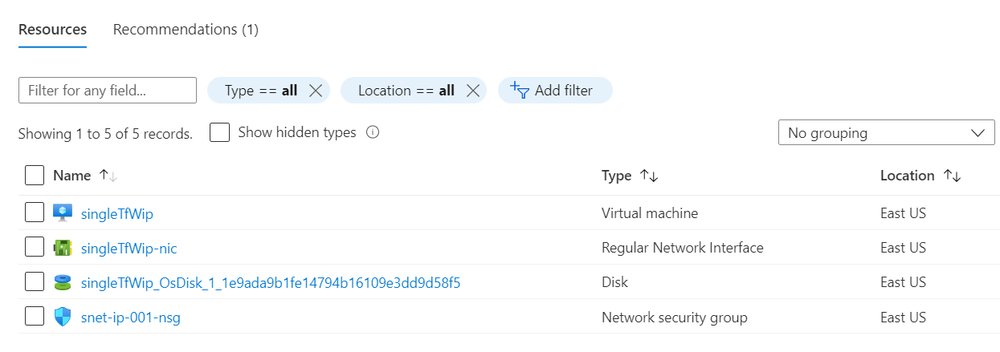 Resources Recommendations (1)
Filter for any field... Type == all Location == all Add filter
Showing 1 to 5 of 5 records. Show hidden types No grouping
Name Type Location
singleTfWip Virtual machine East US
singleTfWip-nic Regular Network Interface East US
singleTfWip_OsDisk_1_1e9ada9b1fe14794b16109e3dd9d58f5 Disk East US
snet-ip-001-nsg Network security group East US